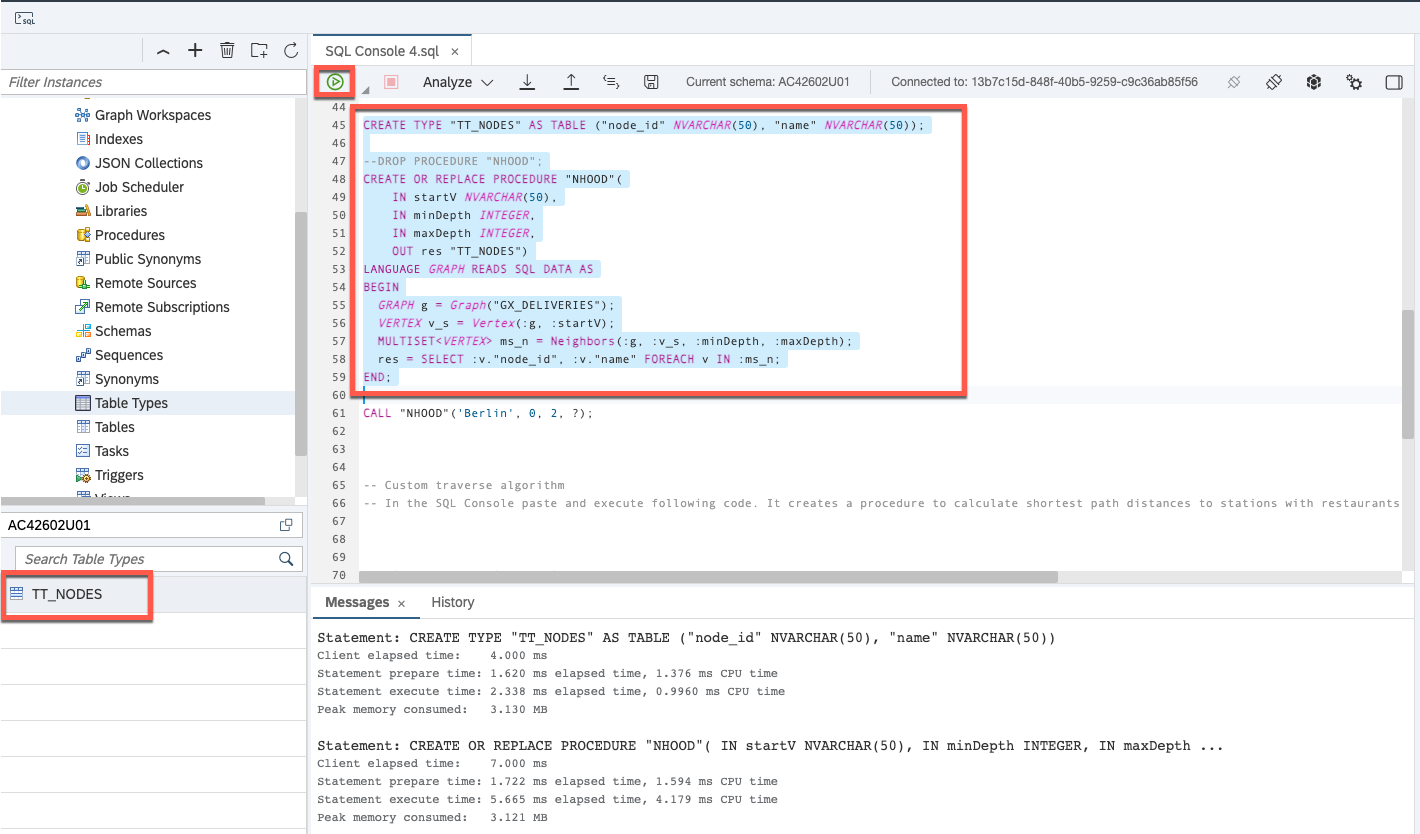 SQL
SQL Console 4.sql ×
Filter Instances
Analyze
Current schema: AC42602U01
Connected to: 13b7c15d-848f-40b5-9259-c9c36ab85f56
Graph Workspaces
Indexes
JSON Collections
Job Scheduler
Libraries
Procedures
Public Synonyms
Remote Sources
Remote Subscriptions
Schemas
Sequences
Synonyms
Table Types
Tables
Tasks
Triggers
Views
AC42602U01
Search Table Types
TT_NODES
44
45 CREATE TYPE "TT_NODES" AS TABLE ("node_id" NVARCHAR(50), "name" NVARCHAR(50));
46
47 --DROP PROCEDURE "NHOOD";
48 CREATE OR REPLACE PROCEDURE "NHOOD"(
49 IN startV NVARCHAR(50),
50 IN minDepth INTEGER,
51 IN maxDepth INTEGER,
52 OUT res "TT_NODES")
53 LANGUAGE GRAPH READS SQL DATA AS
54 BEGIN
55 GRAPH g = Graph("GX_DELIVERIES");
56 VERTEX v_s = Vertex(:g, :startV);
57 MULTISET<VERTEX> ms_n = Neighbors(:g, :v_s, :minDepth, :maxDepth);
58 res = SELECT :v."node_id", :v."name" FOREACH v IN :ms_n;
59 END;
60
61 CALL "NHOOD"('Berlin', 0, 2, ?);
62
63
64
65 -- Custom traverse algorithm
66 -- In the SQL Console paste and execute following code. It creates a procedure to calculate shortest path distances to stations with restaurants
67
68
69
70
Messages × History
Statement: CREATE TYPE "TT_NODES" AS TABLE ("node_id" NVARCHAR(50), "name" NVARCHAR(50))
Client elapsed time: 4.000 ms
Statement prepare time: 1.620 ms elapsed time, 1.376 ms CPU time
Statement execute time: 2.338 ms elapsed time, 0.9960 ms CPU time
Peak memory consumed: 3.130 MB
Statement: CREATE OR REPLACE PROCEDURE "NHOOD"( IN startV NVARCHAR(50), IN minDepth INTEGER, IN maxDepth ...
Client elapsed time: 7.000 ms
Statement prepare time: 1.722 ms elapsed time, 1.594 ms CPU time
Statement execute time: 5.665 ms elapsed time, 4.179 ms CPU time
Peak memory consumed: 3.121 MB